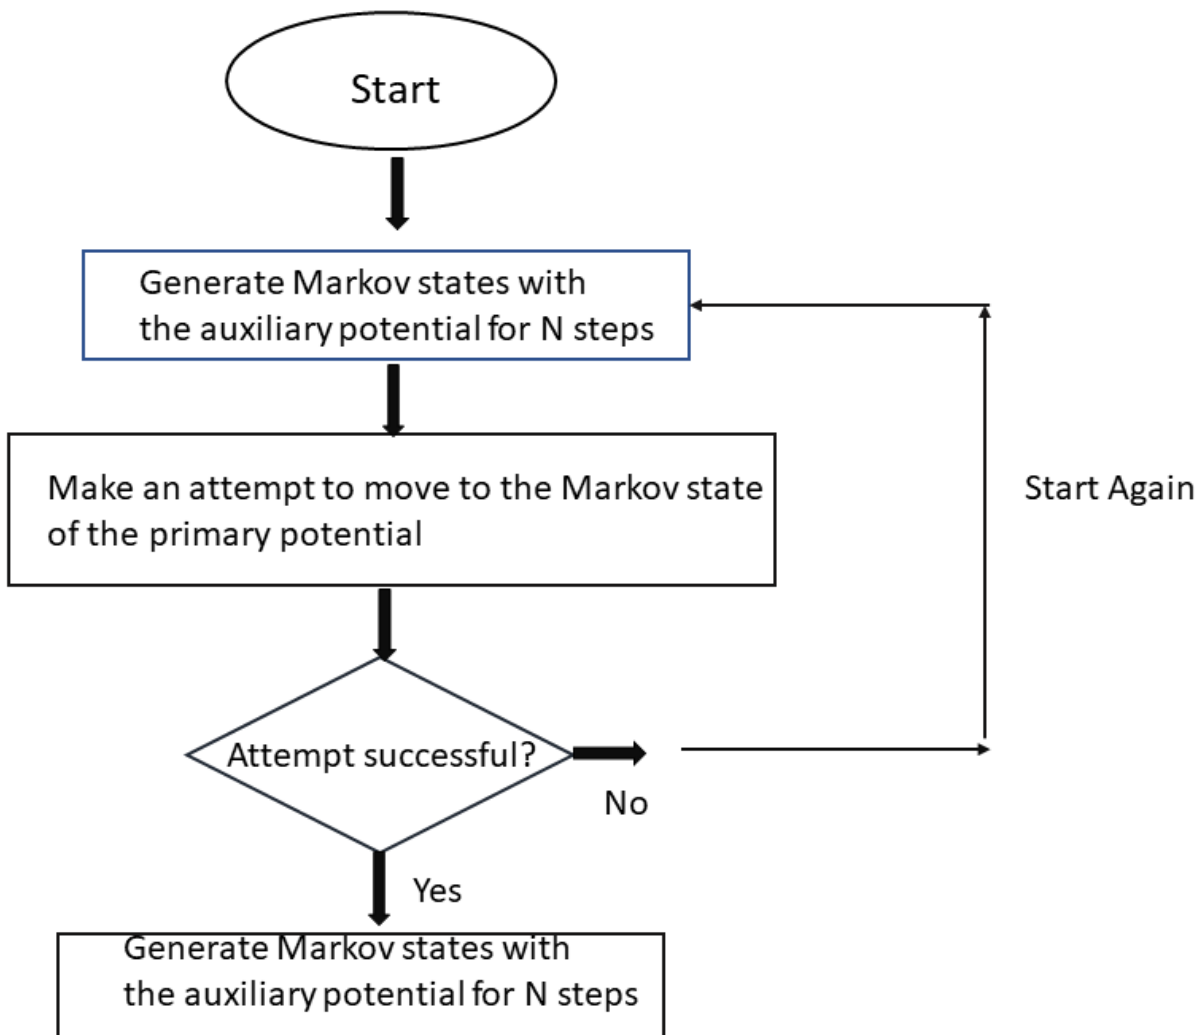 Start
Generate Markov states with
the auxiliary potential for N steps
Make an attempt to move to the Markov state
of the primary potential
Start Again
Attempt successful?
No
Yes
Generate Markov states with
the auxiliary potential for N steps